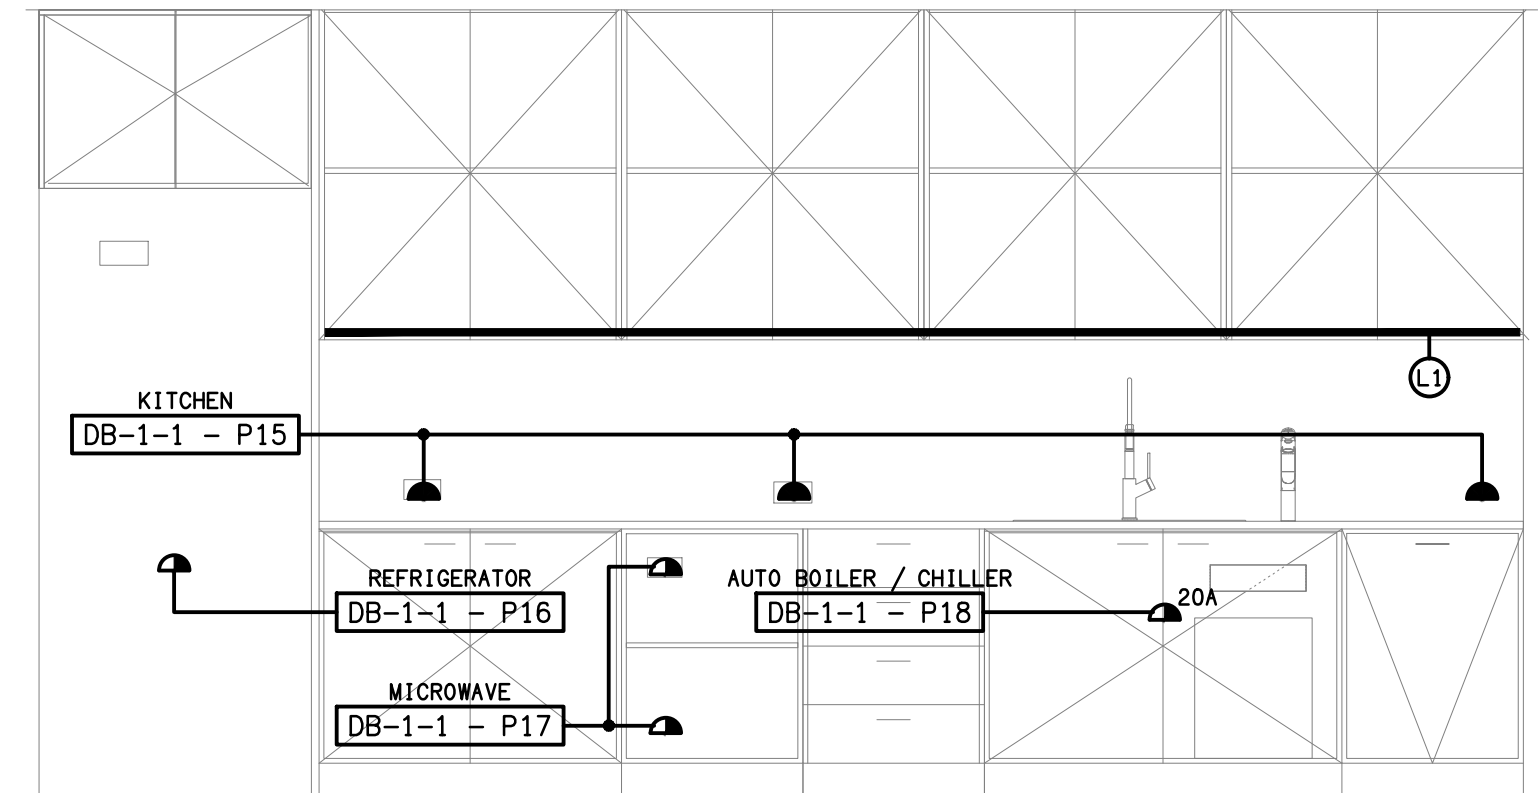 L1
KITCHEN
DB-1-1 - P15
REFRIGERATOR
DB-1-1 - P16
AUTO BOILER / CHILLER
DB-1-1 - P18
20A
MICROWAVE
DB-1-1 - P17